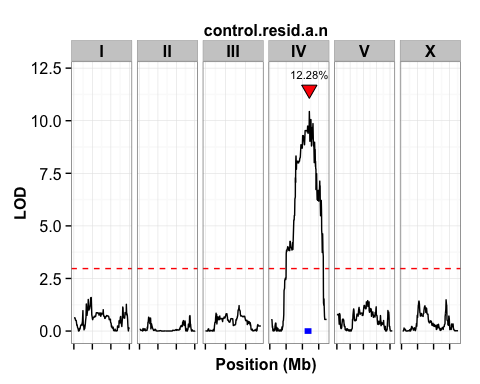 control.resid.a.n
I II III IV V X
12.28%
12.5
10.0
7.5
5.0
2.5
0.0
LOD
Position (Mb)